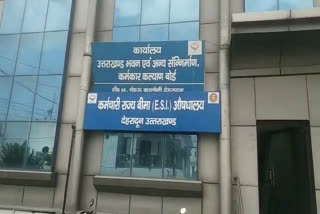 कार्यालय
उत्तराखण्ड भवन एवं अन्य सन्निर्माण,
कर्मकार कल्याण बोर्ड
देहरादून
कर्मचारी राज्य बीमा (E.S.I.) औषधालय
देहरादून उत्तराखण्ड